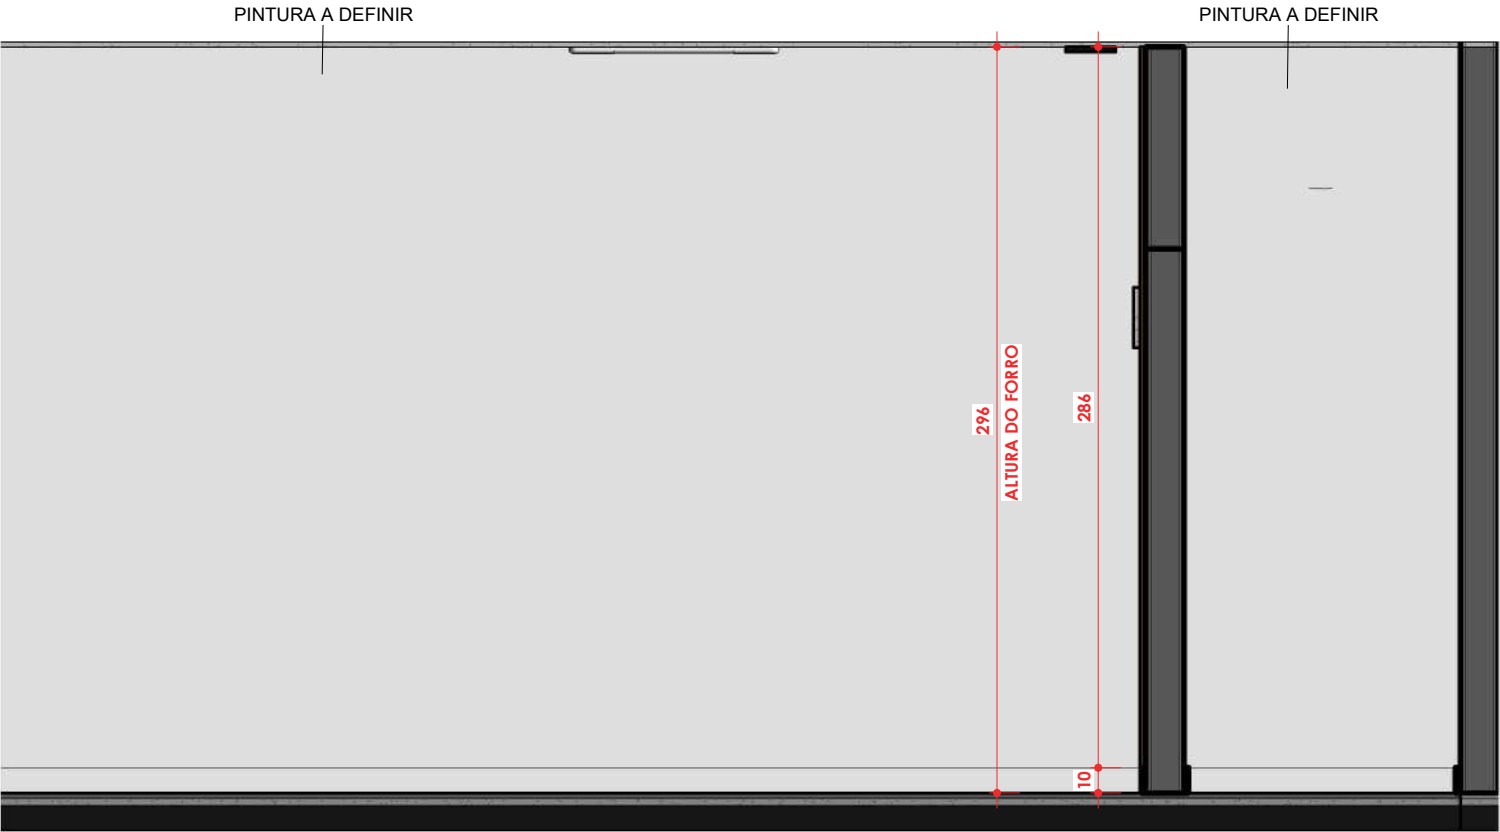 PINTURA A DEFINIR
PINTURA A DEFINIR
296
ALTURA DO FORRO
286
10